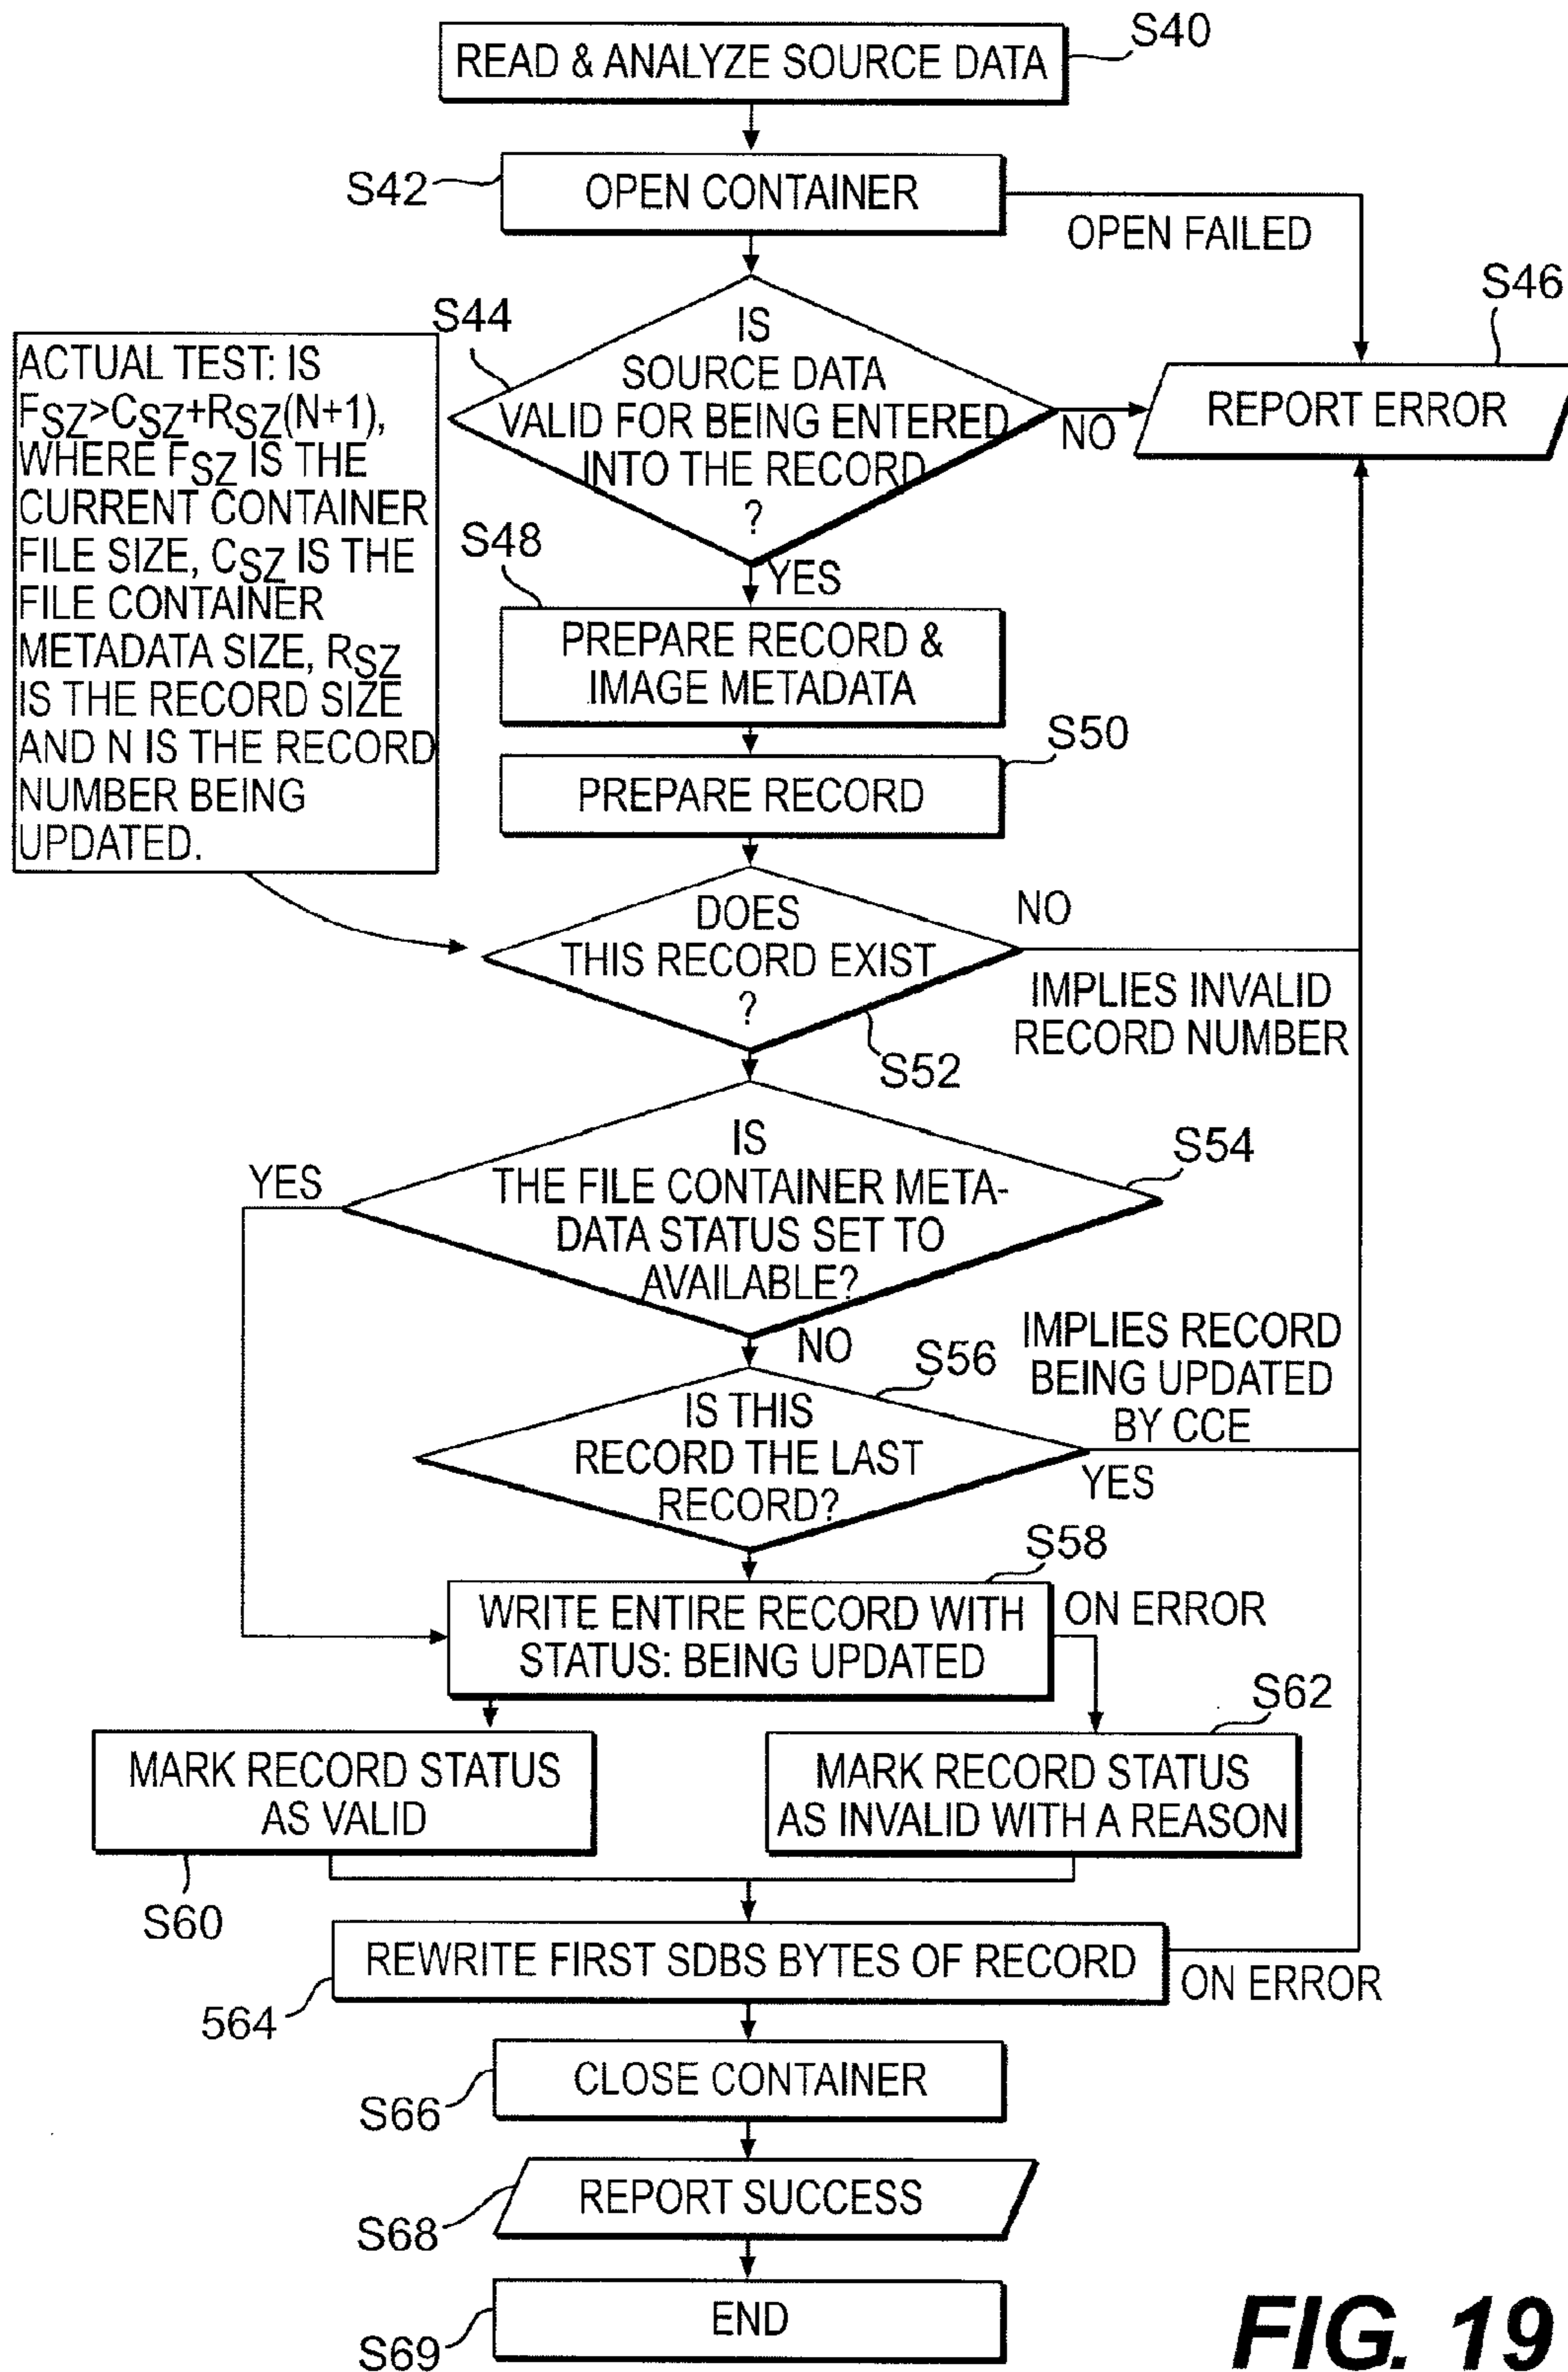 READ & ANALYZE SOURCE DATA
S40
S42
OPEN CONTAINER
OPEN FAILED
S44
IS
SOURCE DATA
VALID FOR BEING ENTERED
INTO THE RECORD
?
NO
YES
S46
REPORT ERROR
ACTUAL TEST: IS
FSZ>CSZ+RSZ(N+1),
WHERE FSZ IS THE
CURRENT CONTAINER
FILE SIZE, CSZ IS THE
FILE CONTAINER
METADATA SIZE, RSZ
IS THE RECORD SIZE
AND N IS THE RECORD
NUMBER BEING
UPDATED.
S48
PREPARE RECORD &
IMAGE METADATA
S50
PREPARE RECORD
DOES
THIS RECORD EXIST
?
NO
IMPLIES INVALID
RECORD NUMBER
S52
IS
THE FILE CONTAINER META-
DATA STATUS SET TO
AVAILABLE?
S54
YES
NO
S56
IS THIS
RECORD THE LAST
RECORD?
IMPLIES RECORD
BEING UPDATED
BY CCE
YES
S58
WRITE ENTIRE RECORD WITH
STATUS: BEING UPDATED
ON ERROR
S62
MARK RECORD STATUS
AS VALID
S60
MARK RECORD STATUS
AS INVALID WITH A REASON
REWRITE FIRST SDBS BYTES OF RECORD
ON ERROR
564
CLOSE CONTAINER
S66
REPORT SUCCESS
S68
END
S69
FIG. 19